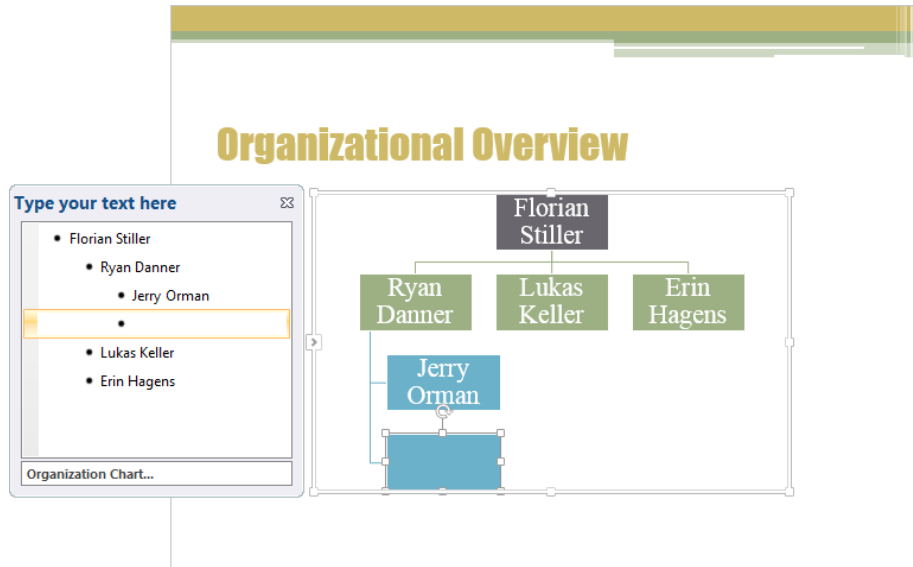 Organizational Overview
Type your text here
Florian Stiller
Ryan Danner
Jerry Orman
Lukas Keller
Erin Hagens
Organization Chart...
Florian
Stiller
Ryan
Danner
Lukas
Keller
Erin
Hagens
Jerry
Orman